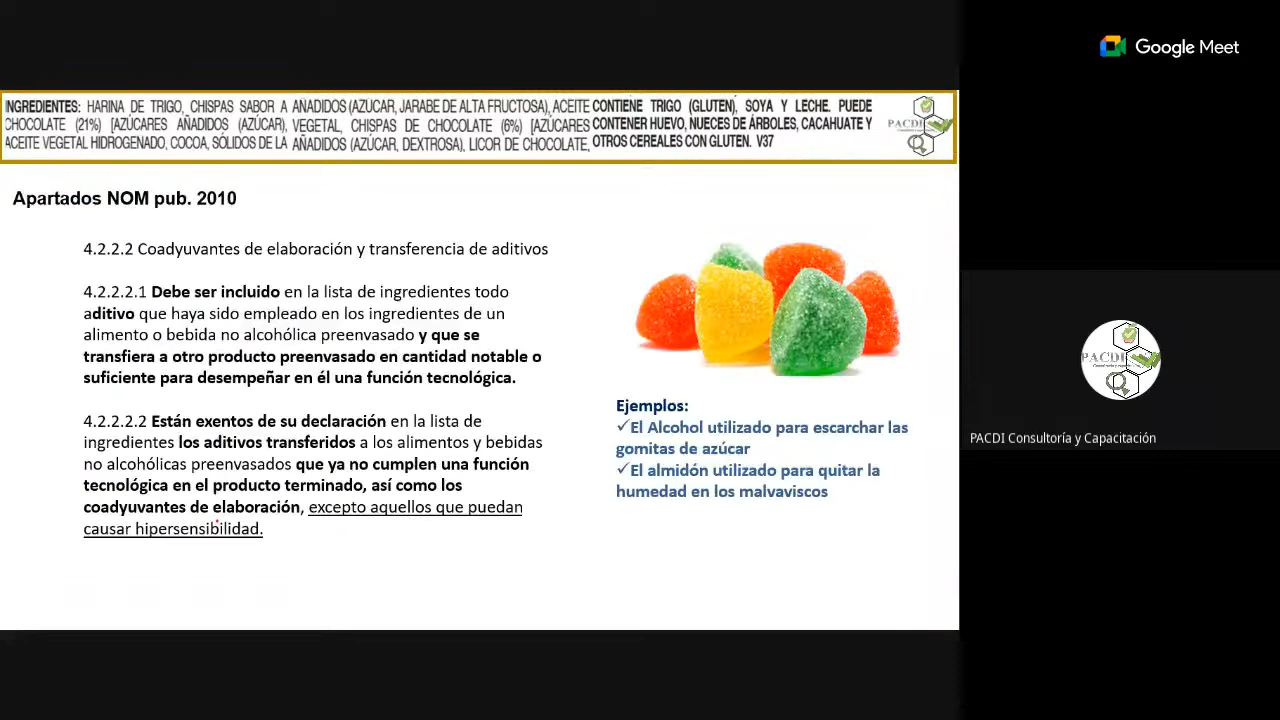 Google Meet
INGREDIENTES: HARINA DE TRIGO, CHISPAS SABOR A
CHOCOLATE (21%) [AZÚCARES AÑADIDOS (AZÚCAR),
ACEITE VEGETAL HIDROGENADO, COCOA, SÓLIDOS DE LA
AÑADIDOS (AZÚCAR, JARABE DE ALTA FRUCTOSA), ACEITE
VEGETAL, CHISPAS DE CHOCOLATE (6%) [AZÚCARES
AÑADIDOS (AZÚCAR, DEXTROSA), LICOR DE CHOCOLATE,
CONTIENE TRIGO (GLUTEN), SOYA Y LECHE. PUEDE
CONTENER HUEVO, NUECES DE ÁRBOLES, CACAHUATE Y
OTROS CEREALES CON GLUTEN. V37
PACDI
Apartados NOM pub. 2010
4.2.2.2 Coadyuvantes de elaboración y transferencia de aditivos
4.2.2.2.1 Debe ser incluido en la lista de ingredientes todo
aditivo que haya sido empleado en los ingredientes de un
alimento o bebida no alcohólica preenvasado y que se
transfiera a otro producto preenvasado en cantidad notable o
suficiente para desempeñar en él una función tecnológica.
4.2.2.2.2 Están exentos de su declaración en la lista de
ingredientes los aditivos transferidos a los alimentos y bebidas
no alcohólicas preenvasados que ya no cumplen una función
tecnológica en el producto terminado, así como los
coadyuvantes de elaboración, excepto aquellos que puedan
causar hipersensibilidad.
Ejemplos:
✓El Alcohol utilizado para escarchar las
gomitas de azúcar
✓El almidón utilizado para quitar la
humedad en los malvaviscos
PACDI
PACDI Consultoría y Capacitación